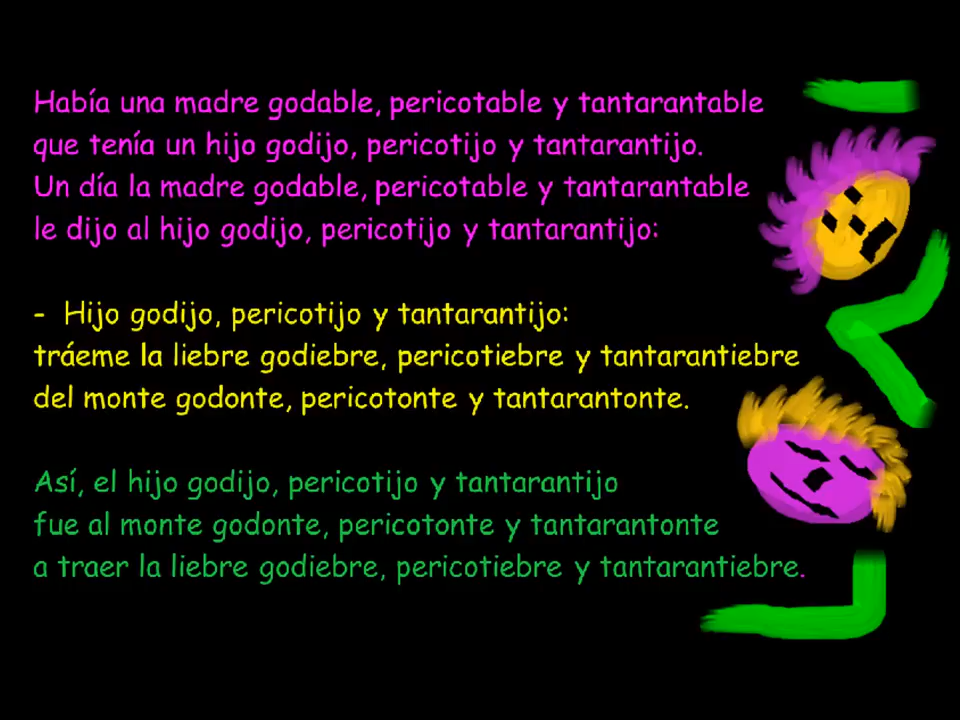 Había una madre godable, pericotable y tantarantable
que tenía un hijo godijo, pericotijo y tantarantijo.
Un día la madre godable, pericotable y tantarantable
le dijo al hijo godijo, pericotijo y tantarantijo:
- Hijo godijo, pericotijo y tantarantijo:
tráeme la liebre godiebre, pericotiebre y tantarantiebre
del monte godonte, pericotonte y tantarantonte.
Así, el hijo godijo, pericotijo y tantarantijo
fue al monte godonte, pericotonte y tantarantonte
a traer la liebre godiebre, pericotiebre y tantarantiebre.